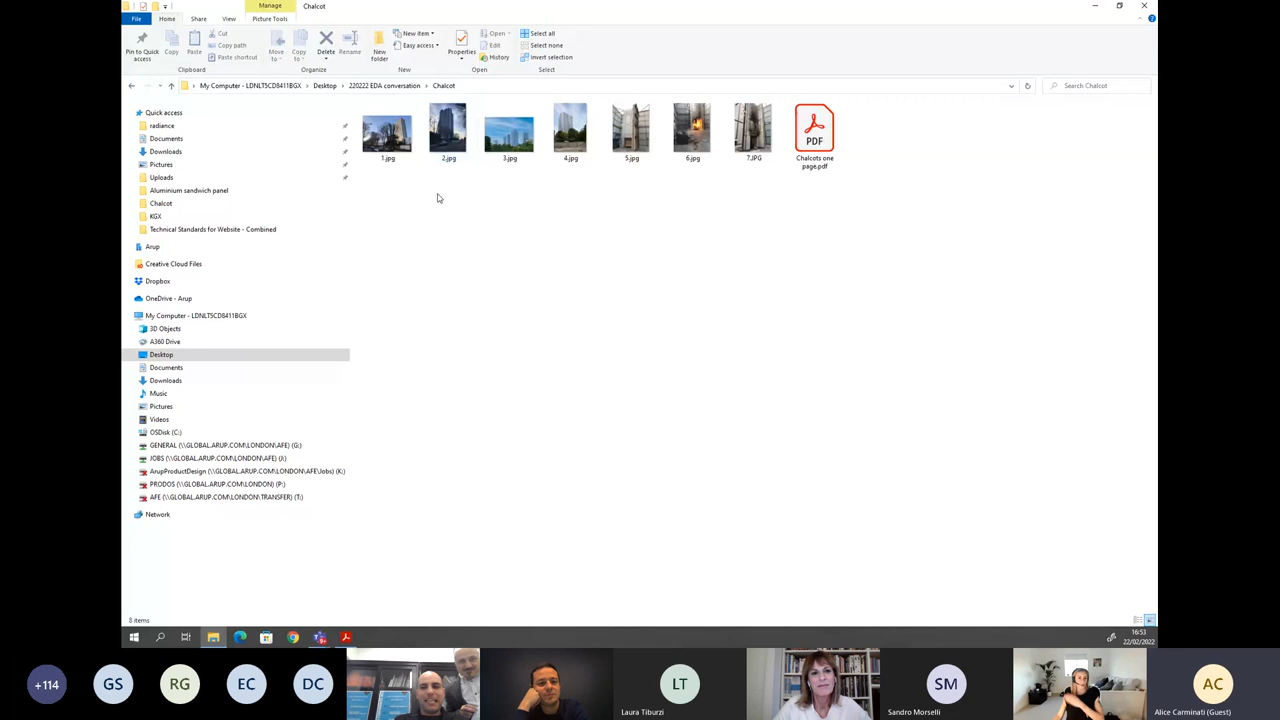 Manage
Chalcot
File
Home
Share
View
Picture Tools
Pin to Quick access
Copy
Paste
Cut
Copy path
Paste shortcut
Clipboard
Move to
Copy to
Delete
Rename
Organize
New folder
New item
Easy access
New
Properties
Open
Edit
History
Open
Select all
Select none
Invert selection
Select
My Computer - LDNLT5CD8411BGX
Desktop
220222 EDA conversation
Chalcot
Search Chalcot
Quick access
radiance
Documents
Downloads
Pictures
Uploads
Aluminium sandwich panel
Chalcot
KGX
Technical Standards for Website - Combined
Arup
Creative Cloud Files
Dropbox
OneDrive - Arup
My Computer - LDNLT5CD8411BGX
3D Objects
A360 Drive
Desktop
Documents
Downloads
Music
Pictures
Videos
OSDisk (C:)
GENERAL (\\GLOBAL.ARUP.COM\LONDON\AFE) (G:)
JOBS (\\GLOBAL.ARUP.COM\LONDON\AFE) (J:)
ArupProductDesign (\\GLOBAL.ARUP.COM\LONDON\AFE\Jobs) (K:)
PRODOS (\\GLOBAL.ARUP.COM\LONDON) (P:)
AFE (\\GLOBAL.ARUP.COM\LONDON\TRANSFER) (T:)
Network
1.jpg
2.jpg
3.jpg
4.jpg
5.jpg
6.jpg
7.JPG
PDF
Chalcots one
page.pdf
8 items
16:53
22/02/2022
+114
GS
RG
EC
DC
LT
Laura Tiburzi
SM
Sandro Morselli
AC
Alice Carminati (Guest)